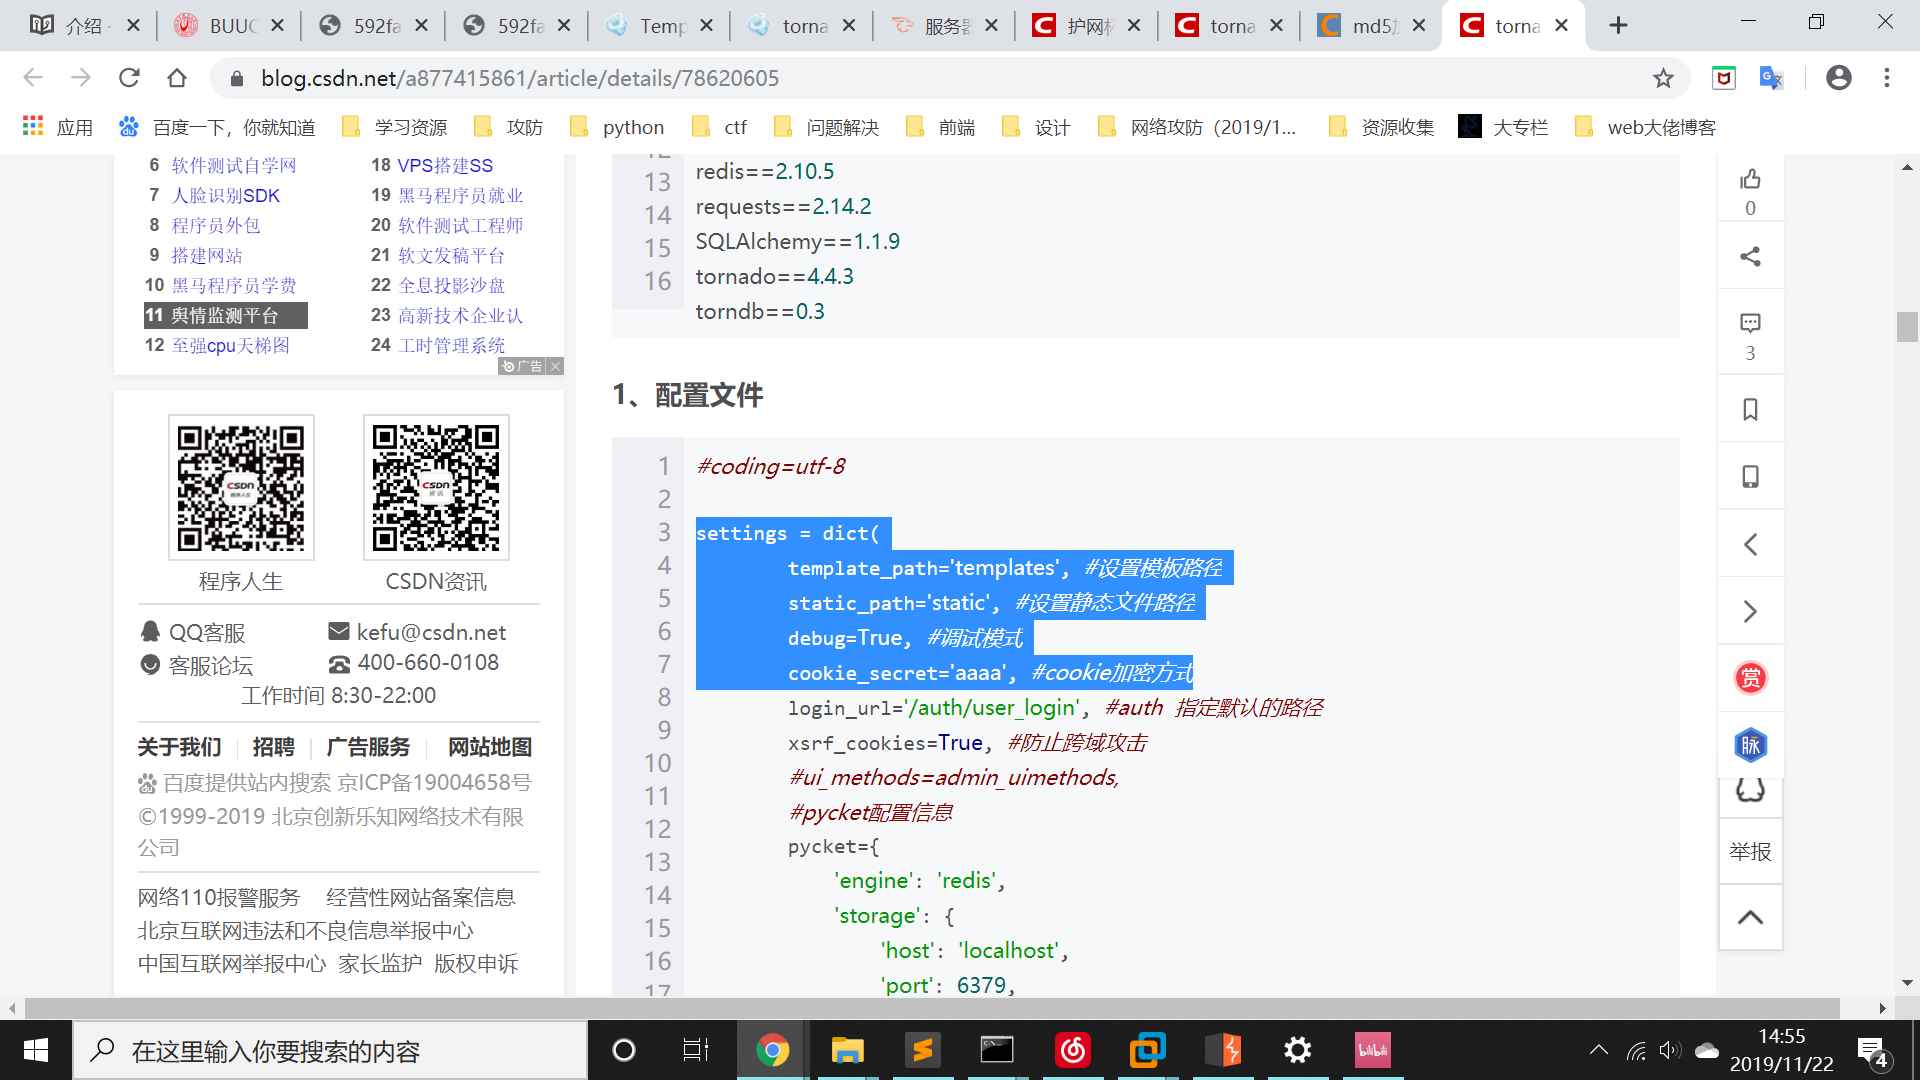 介绍
BUUC
592fa
592fa
Temp
torna
服务器
护网杯
torna
md5加
torna
blog.csdn.net/a877415861/article/details/78620605
应用
百度一下，你就知道
学习资源
攻防
python
ctf
问题解决
前端
设计
网络攻防（2019/1...
资源收集
大专栏
web大佬博客
6 软件测试自学网
7 人脸识别SDK
8 程序员外包
9 搭建网站
10 黑马程序员学费
11 舆情监测平台
12 至强cpu天梯图
18 VPS搭建SS
19 黑马程序员就业
20 软件测试工程师
21 软文发稿平台
22 全息投影沙盘
23 高新技术企业认
24 工时管理系统
广告
CSDN
程序人生
CSDN
资讯
程序人生
CSDN资讯
QQ客服
kefu@csdn.net
客服论坛
400-660-0108
工作时间 8:30-22:00
关于我们 招聘 广告服务 网站地图
百度提供站内搜索 京ICP备19004658号
©1999-2019 北京创新乐知网络技术有限
公司
网络110报警服务 经营性网站备案信息
北京互联网违法和不良信息举报中心
中国互联网举报中心 家长监护 版权申诉
12
13
14
15
16
redis==2.10.5
requests==2.14.2
SQLAlchemy==1.1.9
tornado==4.4.3
torndb==0.3
1、配置文件
1
2
3
4
5
6
7
8
9
10
11
12
13
14
15
16
17
#coding=utf-8
settings = dict(
template_path='templates', #设置模板路径
static_path='static', #设置静态文件路径
debug=True, #调试模式
cookie_secret='aaaa', #cookie加密方式
login_url='/auth/user_login', #auth 指定默认的路径
xsrf_cookies=True, #防止跨域攻击
#ui_methods=admin_uimethods,
#pycket配置信息
pycket={
'engine': 'redis',
'storage': {
'host': 'localhost',
'port': 6379,
0
3
赏
脉
举报
在这里输入你要搜索的内容
bilibili
14:55
2019/11/22
4